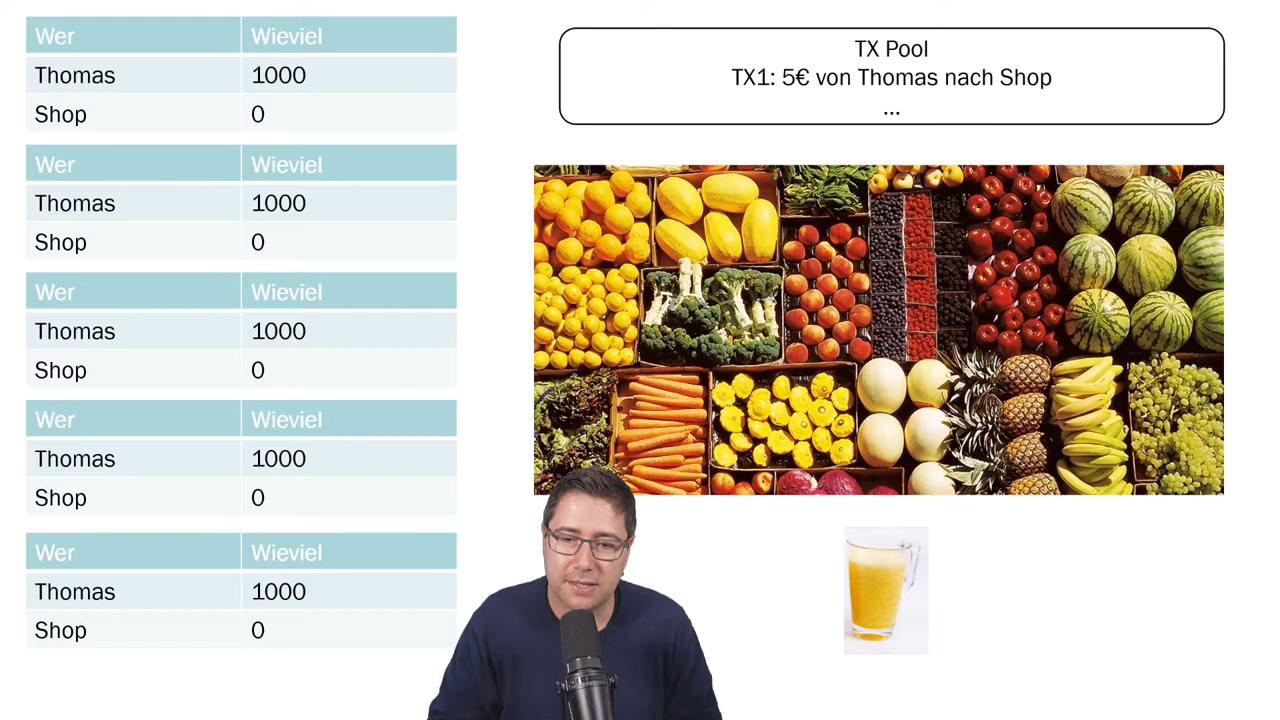 Wer Wieviel
Thomas 1000
Shop 0
Wer Wieviel
Thomas 1000
Shop 0
Wer Wieviel
Thomas 1000
Shop 0
Wer Wieviel
Thomas 1000
Shop 0
Wer Wieviel
Thomas 1000
Shop 0
TX Pool
TX1: 5€ von Thomas nach Shop
...